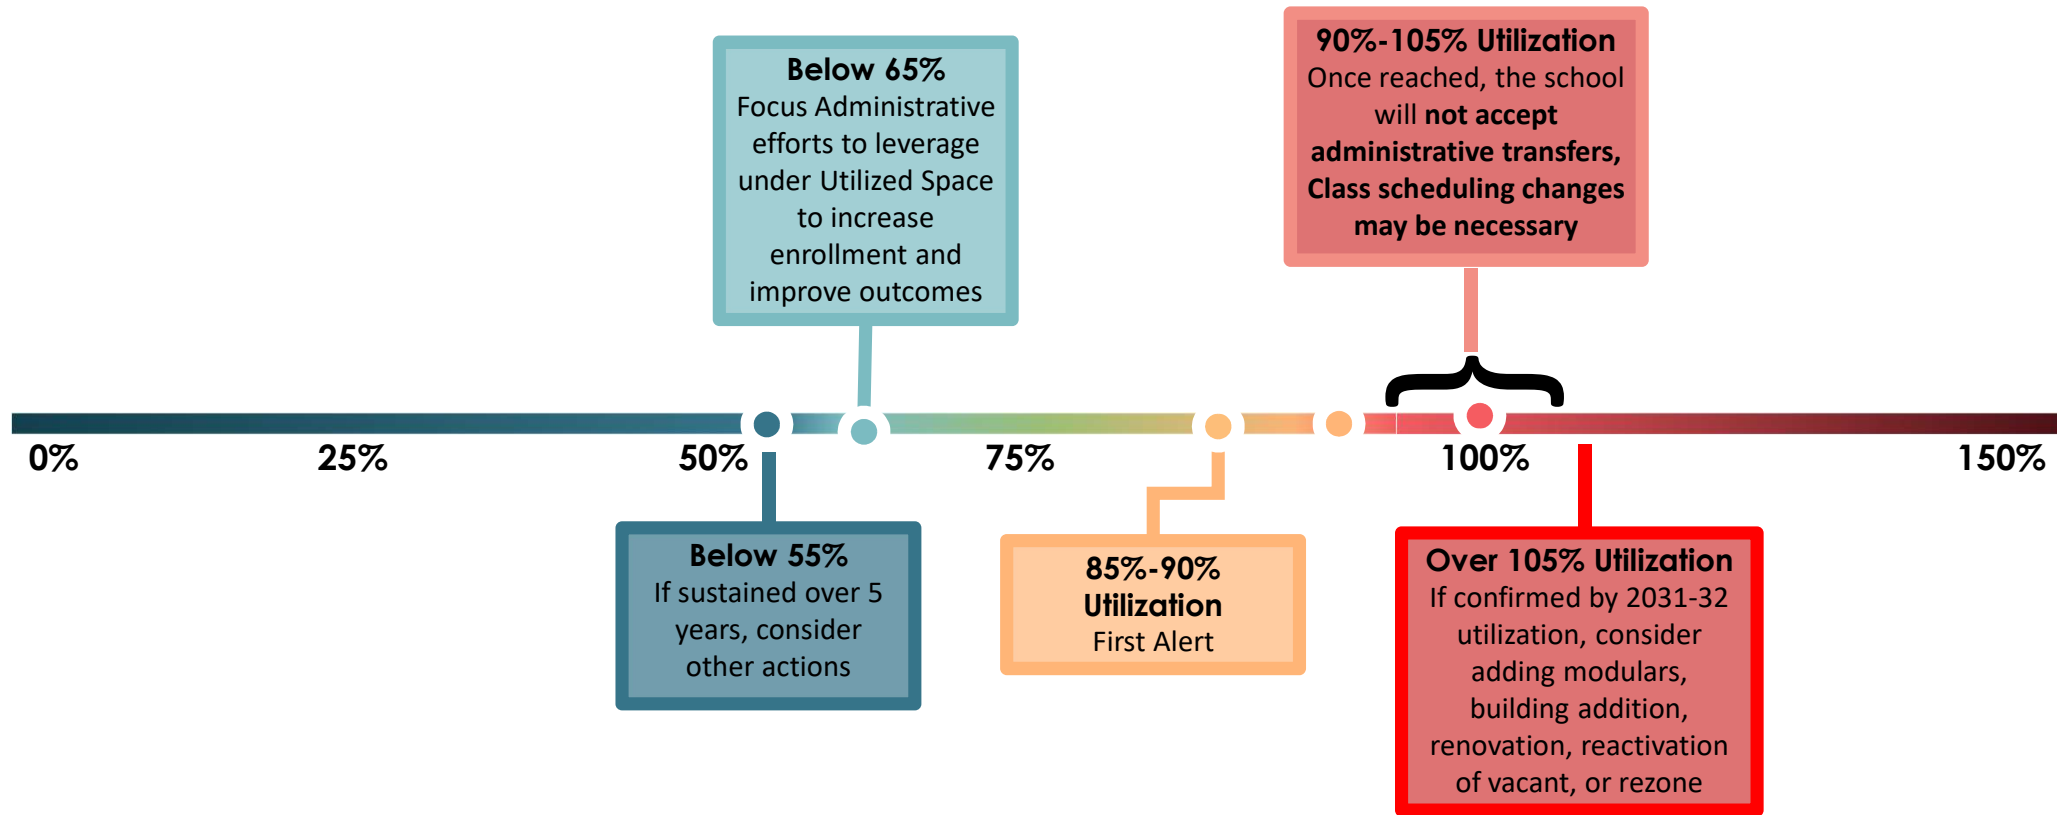 Below 65%
Focus Administrative
efforts to leverage
under Utilized Space
to increase
enrollment and
improve outcomes
90%-105% Utilization
Once reached, the school
will not accept
administrative transfers,
Class scheduling changes
may be necessary
0%
25%
50%
75%
100%
150%
Below 55%
If sustained over 5
years, consider
other actions
85%-90%
Utilization
First Alert
Over 105% Utilization
If confirmed by 2031-32
utilization, consider
adding modulars,
building addition,
renovation, reactivation
of vacant, or rezone